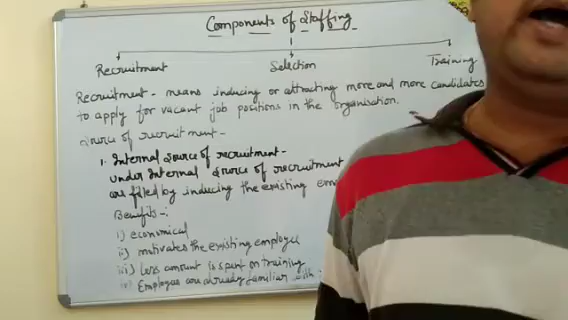 Components of Staffing
Recruitment Selection Training
Recruitment - means inducing or attracting more and more candidates
to apply for vacant job positions in the organisation.
Source of recruitment -
1. Internal Source of recruitment -
under Internal Source of recruitment
are filled by inducing the existing
Benefits -:
i) economical
ii) motivates the existing employee
iii) Less amount is spent on training
iv) Employees are already familiar with